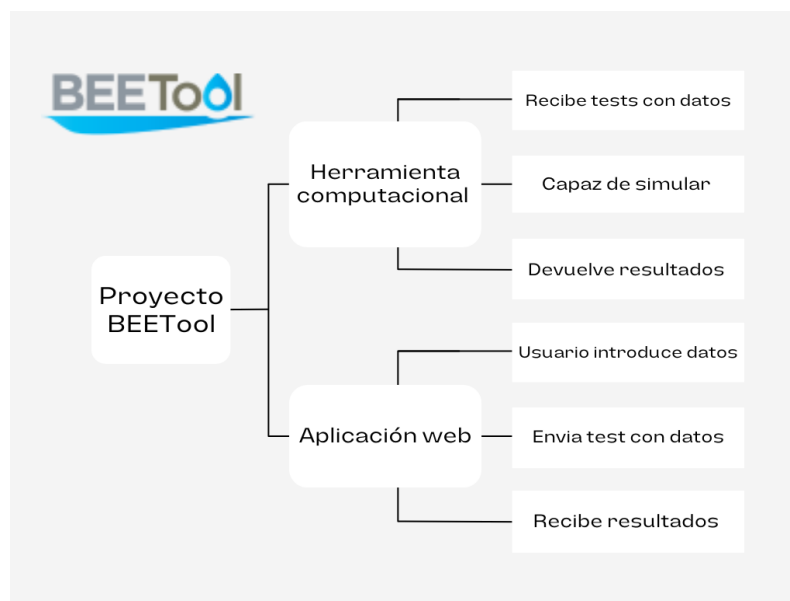 BEETool
Proyecto
BEETool
Herramienta
computacional
Recibe tests con datos
Capaz de simular
Devuelve resultados
Aplicación web
Usuario introduce datos
Envia test con datos
Recibe resultados